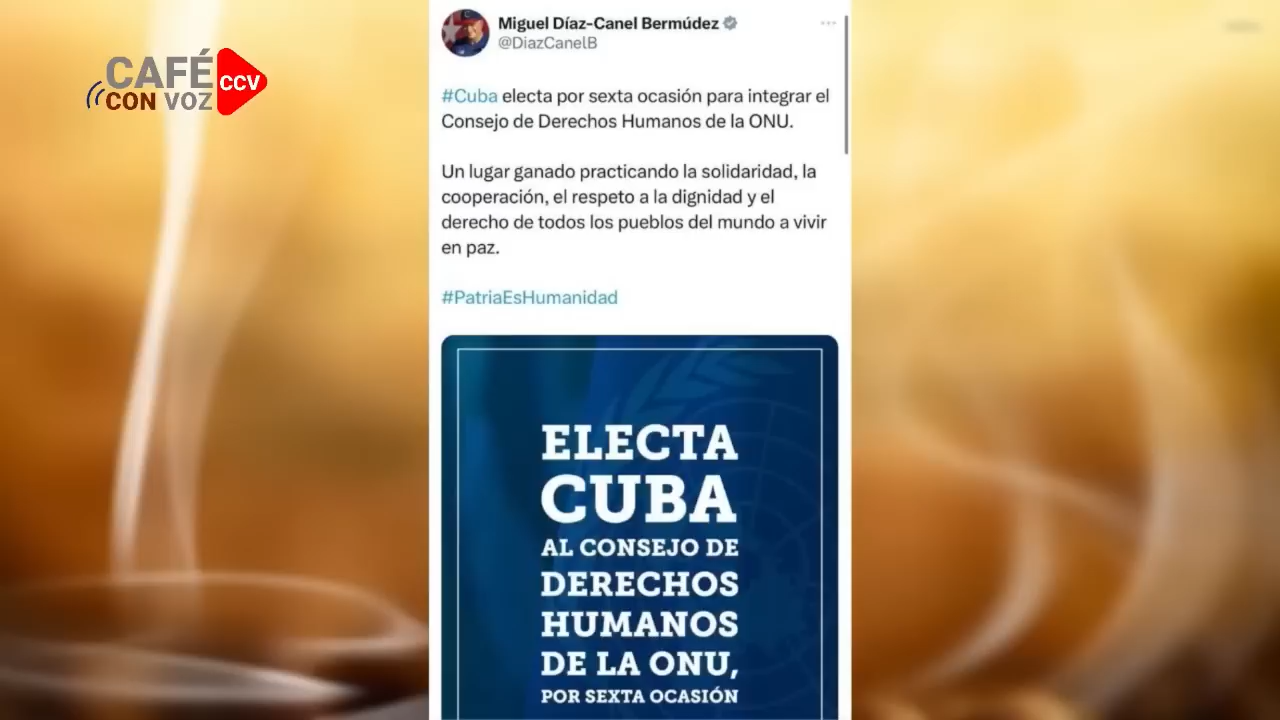 CAFÉ
CON VOZ
CCV
Miguel Díaz-Canel Bermúdez
@DiazCanelB
#Cuba electa por sexta ocasión para integrar el
Consejo de Derechos Humanos de la ONU.
Un lugar ganado practicando la solidaridad, la
cooperación, el respeto a la dignidad y el
derecho de todos los pueblos del mundo a vivir
en paz.
#PatriaEsHumanidad
ELECTA
CUBA
AL CONSEJO DE
DERECHOS
HUMANOS
DE LA ONU,
POR SEXTA OCASIÓN